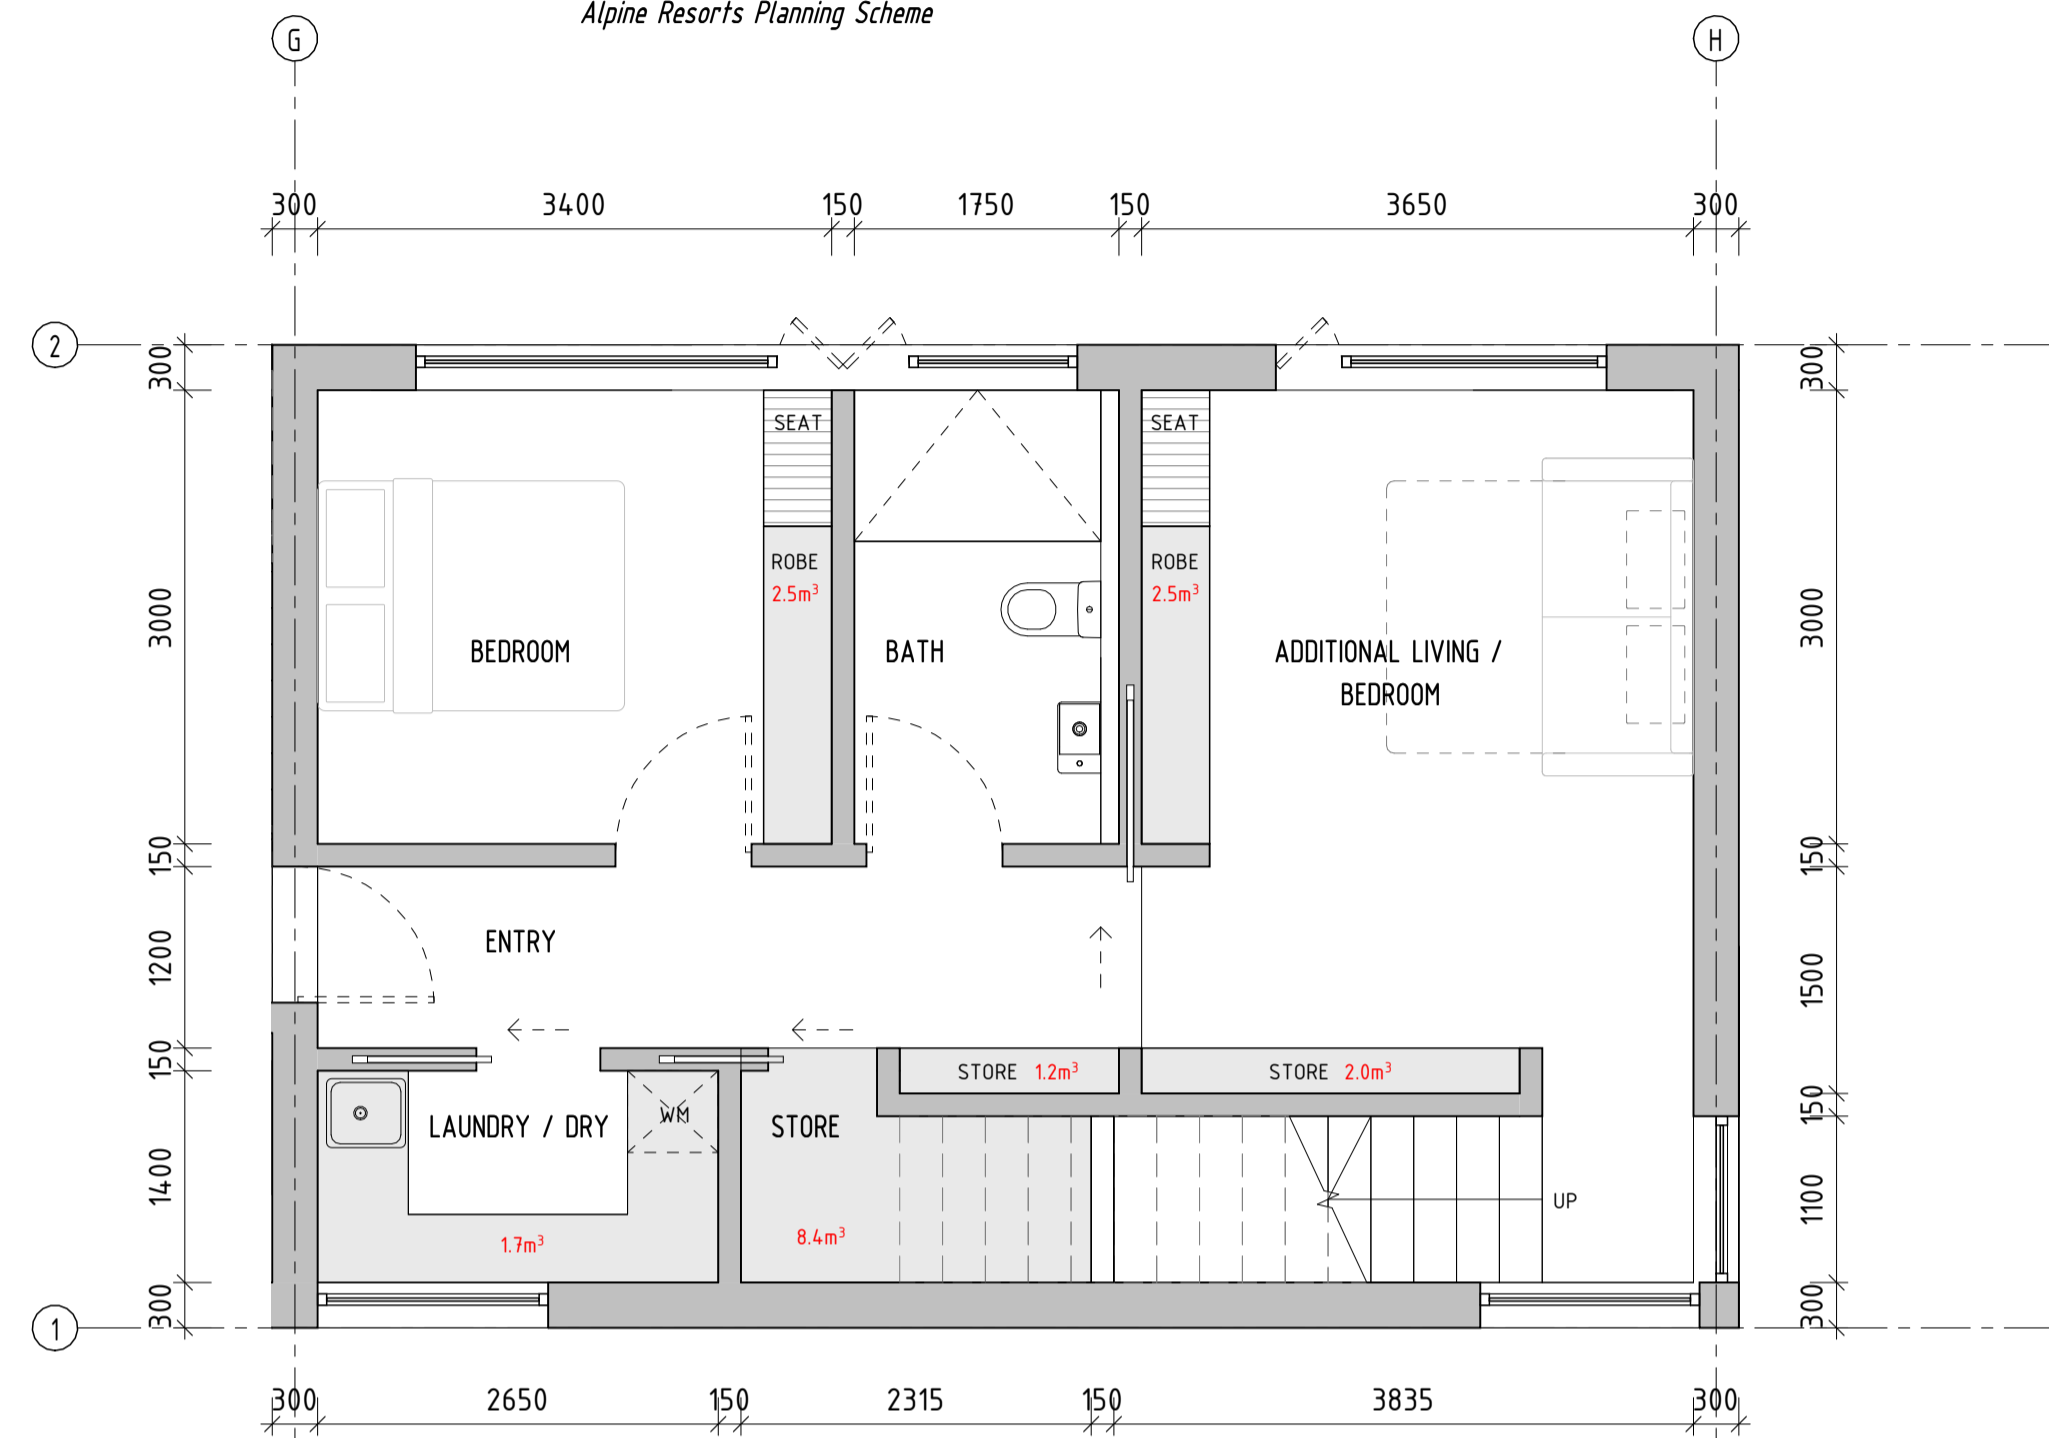 Alpine Resorts Planning Scheme
G
H
300
3400
150
1750
150
3650
300
2
300
300
SEAT
SEAT
ROBE
2.5m³
ROBE
2.5m³
3000
3000
BEDROOM
BATH
ADDITIONAL LIVING /
BEDROOM
150
150
1200
ENTRY
1500
150
STORE 1.2m³
STORE 2.0m³
150
LAUNDRY / DRY
WM
STORE
1400
1100
UP
1.7m³
8.4m³
300
300
1
300
2650
150
2315
150
3835
300